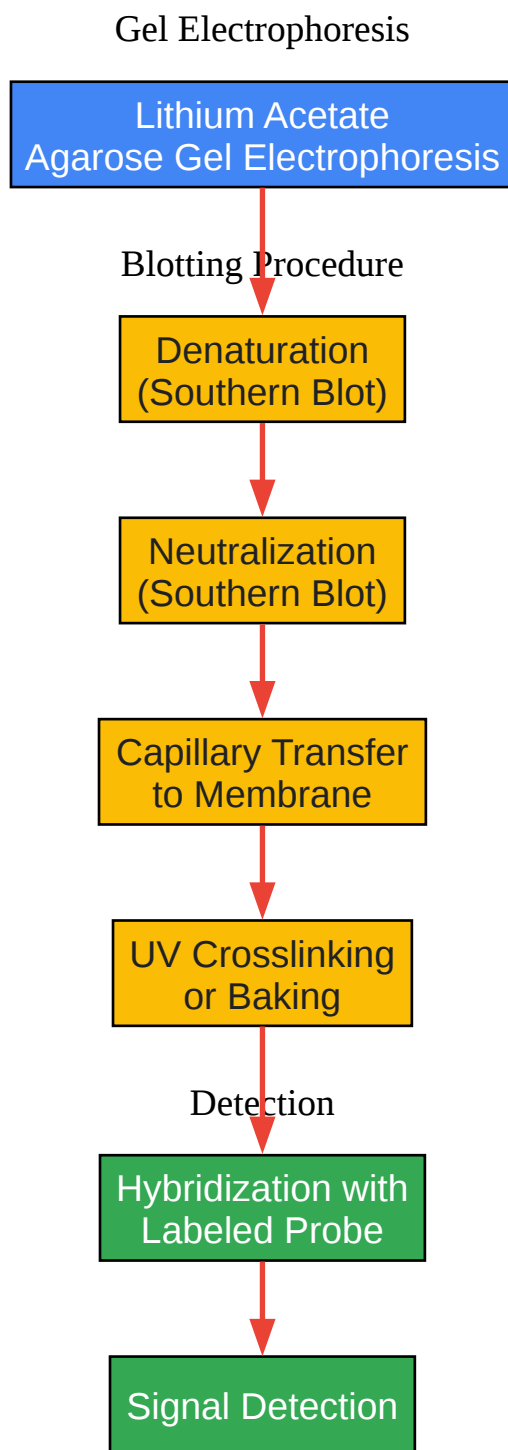 Gel Electrophoresis
Lithium Acetate
Agarose Gel Electrophoresis
Blotting Procedure
Denaturation
(Southern Blot)
Neutralization
(Southern Blot)
Capillary Transfer
to Membrane
UV Crosslinking
or Baking
Detection
Hybridization with
Labeled Probe
Signal Detection